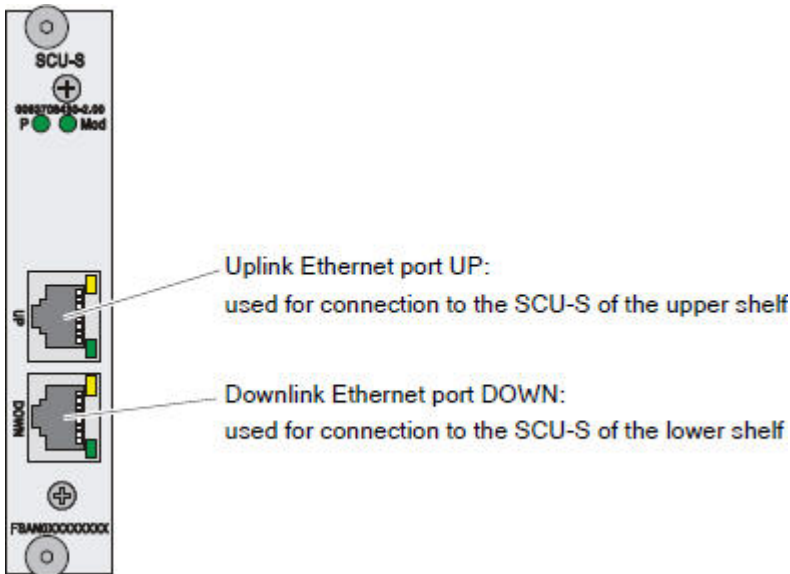 SCU-S
P Mod
Uplink Ethernet port UP:
used for connection to the SCU-S of the upper shelf
UP
Downlink Ethernet port DOWN:
used for connection to the SCU-S of the lower shelf
DOWN